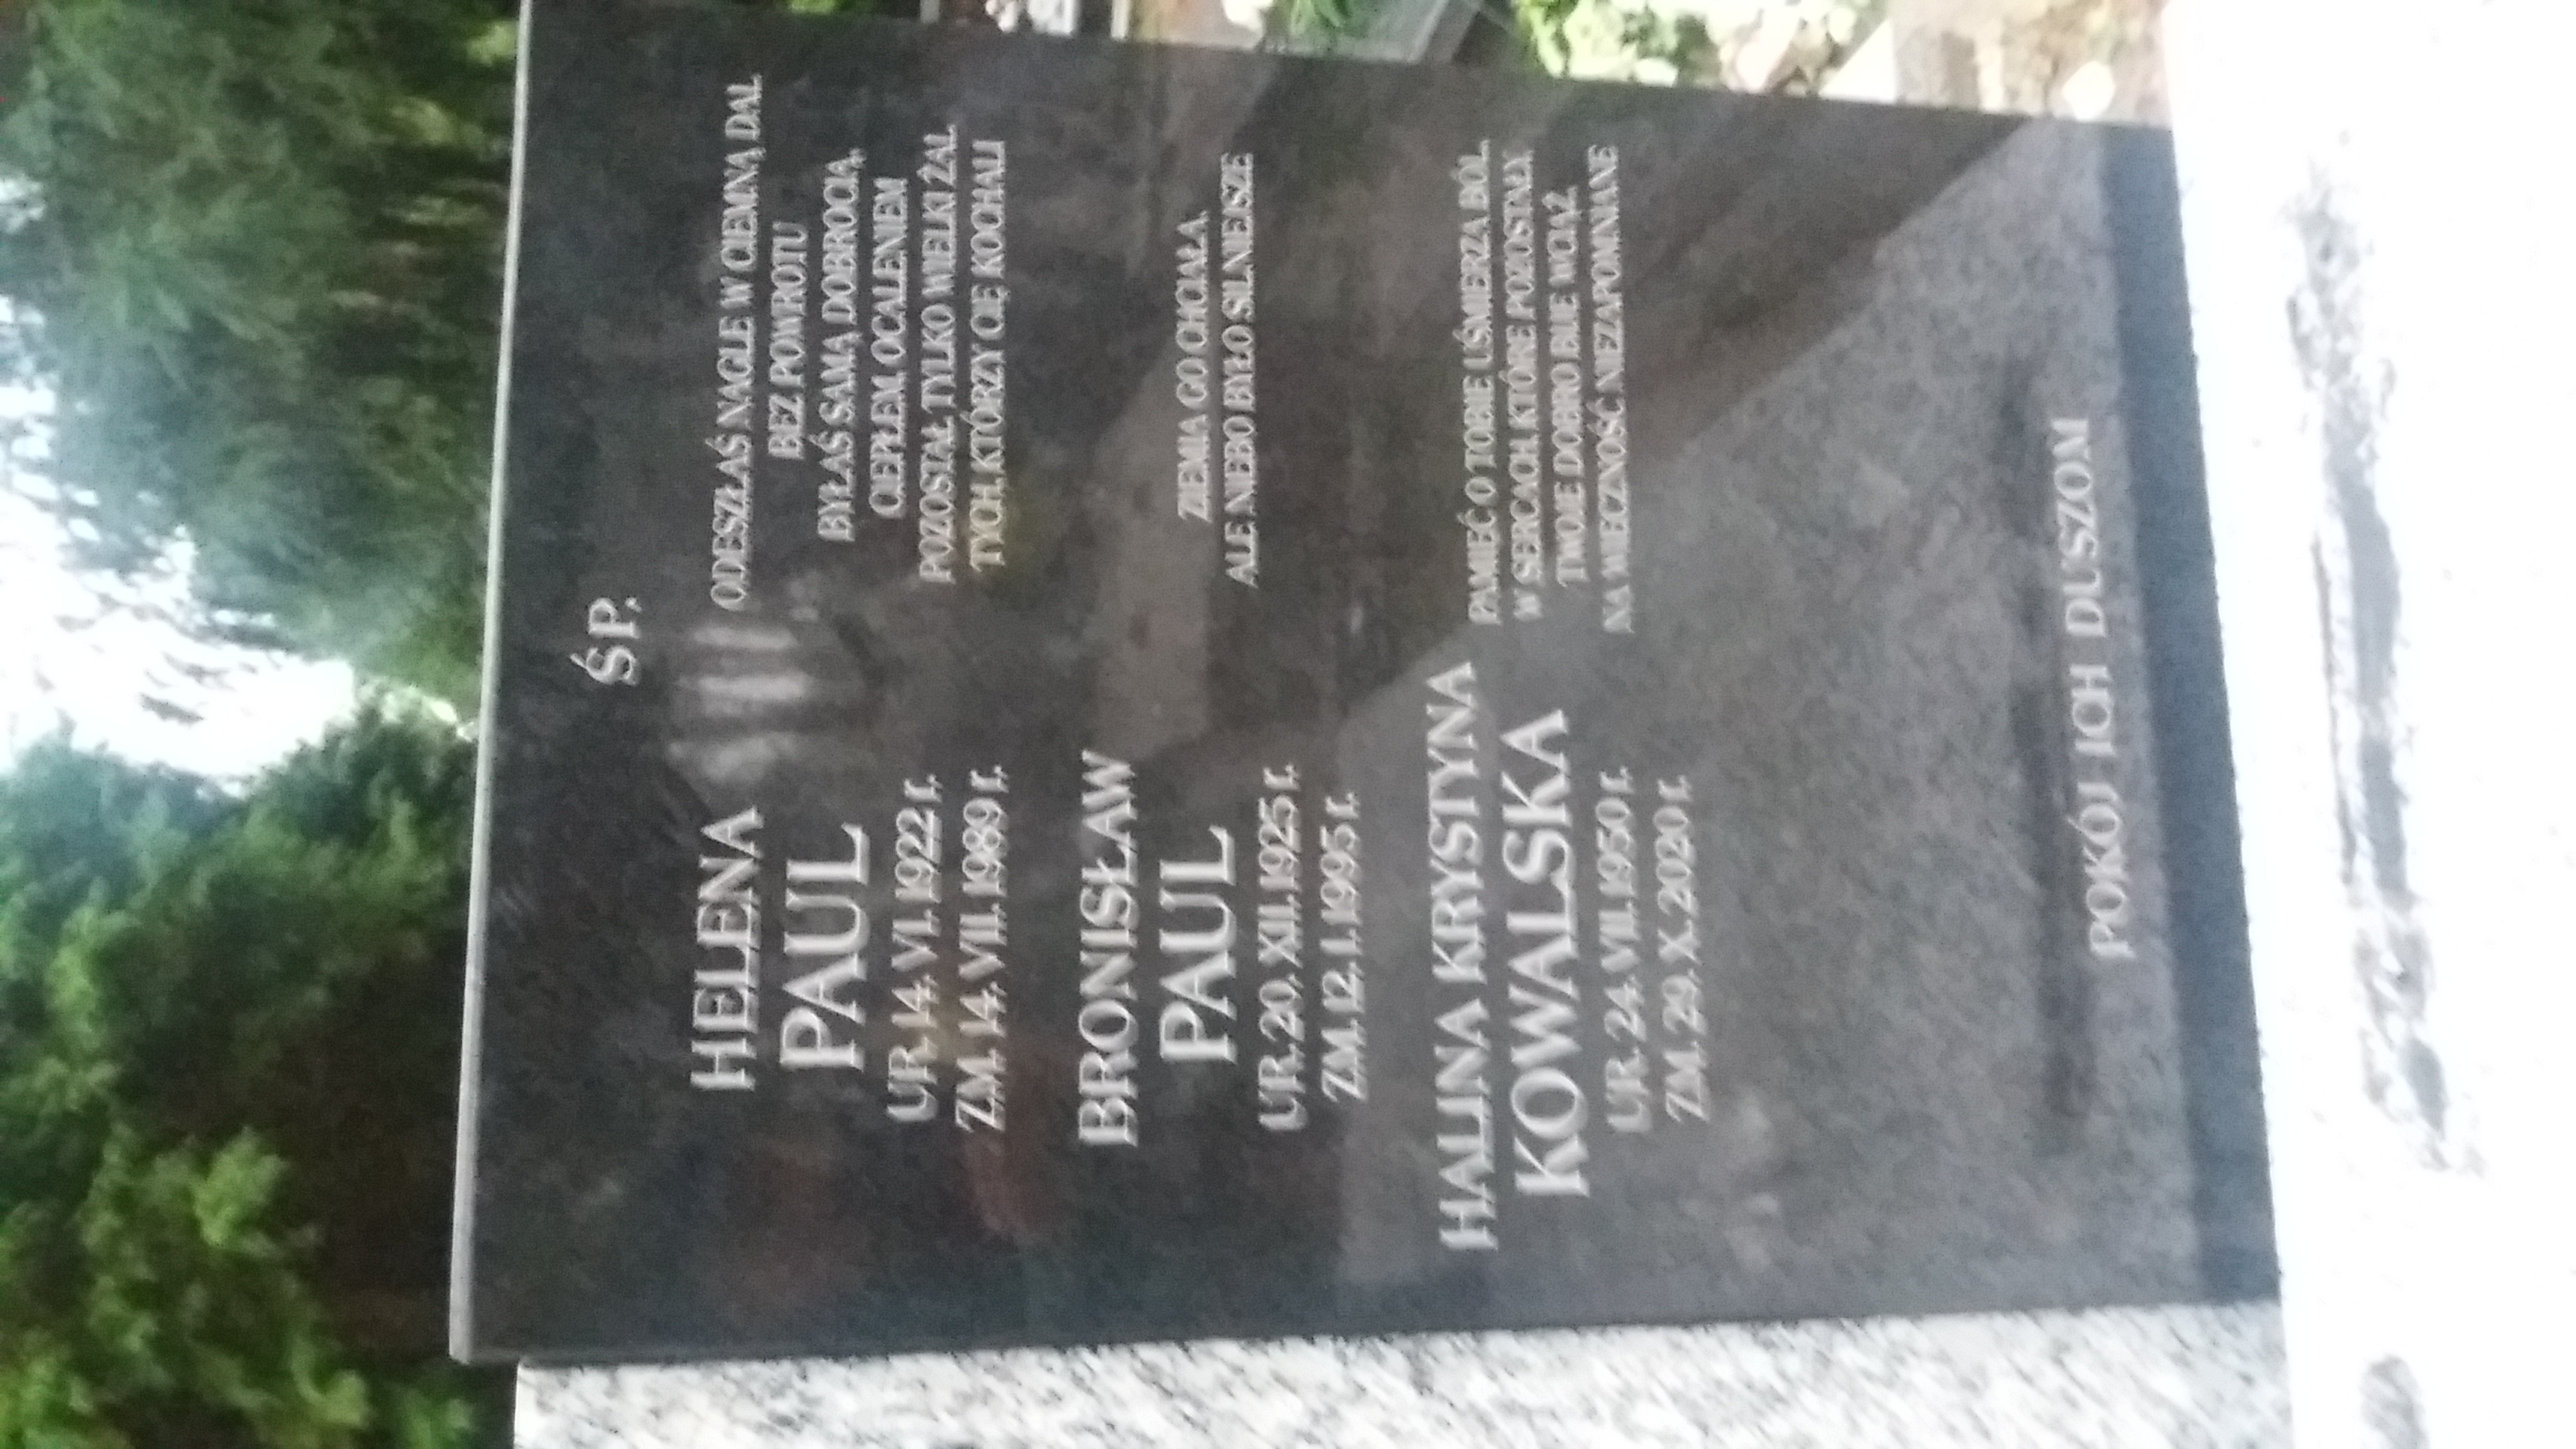 Ś.P.
HELENA
PAUL
UR. 14. VI. 1922 r.
ZM. 14. VII. 1989 r.
ODESZŁAŚ NAGLE W CIEMNĄ DAL
BEZ POWROTU
BYŁAŚ SAMĄ DOBROCIĄ,
CIEPŁEM, OCALENIEM
POZOSTAŁ TYLKO WIELKI ŻAL
TYCH, KTÓRZY CIĘ KOCHALI
BRONISŁAW
PAUL
UR. 20. XII. 1925 r.
ZM. 12. I. 1995 r.
ZIEMIA GO CHCIAŁA,
ALE NIEBO BYŁO SILNIEJSZE
HALINA KRYSTYNA
KOWALSKA
UR. 24. VII. 1950 r.
ZM. 29. X. 2020 r.
PAMIĘĆ O TOBIE UŚMIERZA BÓL,
W SERCACH KTÓRE POZOSTAŁY
TWOJE DOBRO BIJE WCIĄŻ
NA WIECZNOŚĆ NIEZAPOMNIANE
POKÓJ ICH DUSZOM